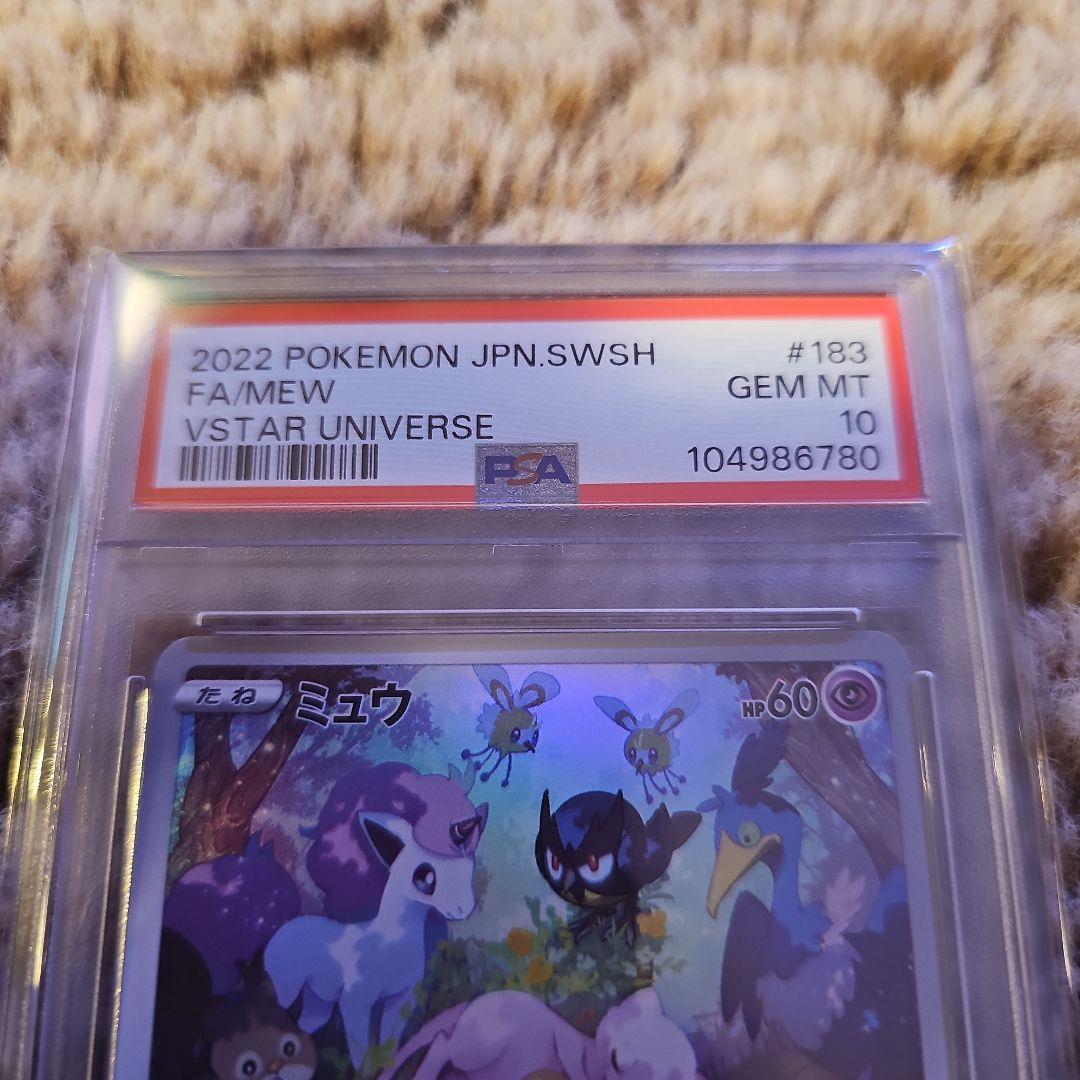 2022 POKEMON JPN.SWSH #183
FA/MEW GEM MT
VSTAR UNIVERSE 10
PSA 104986780
たね ミュウ HP60